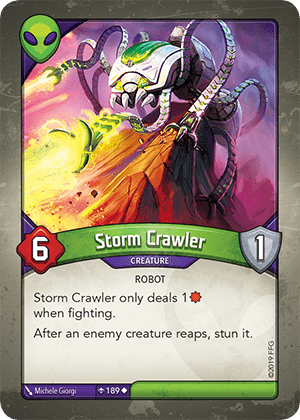 6
Storm Crawler
1
CREATURE
ROBOT
Storm Crawler only deals 1
when fighting.
After an enemy creature reaps, stun it.
Michele Giorgi
189
©2019 FFG